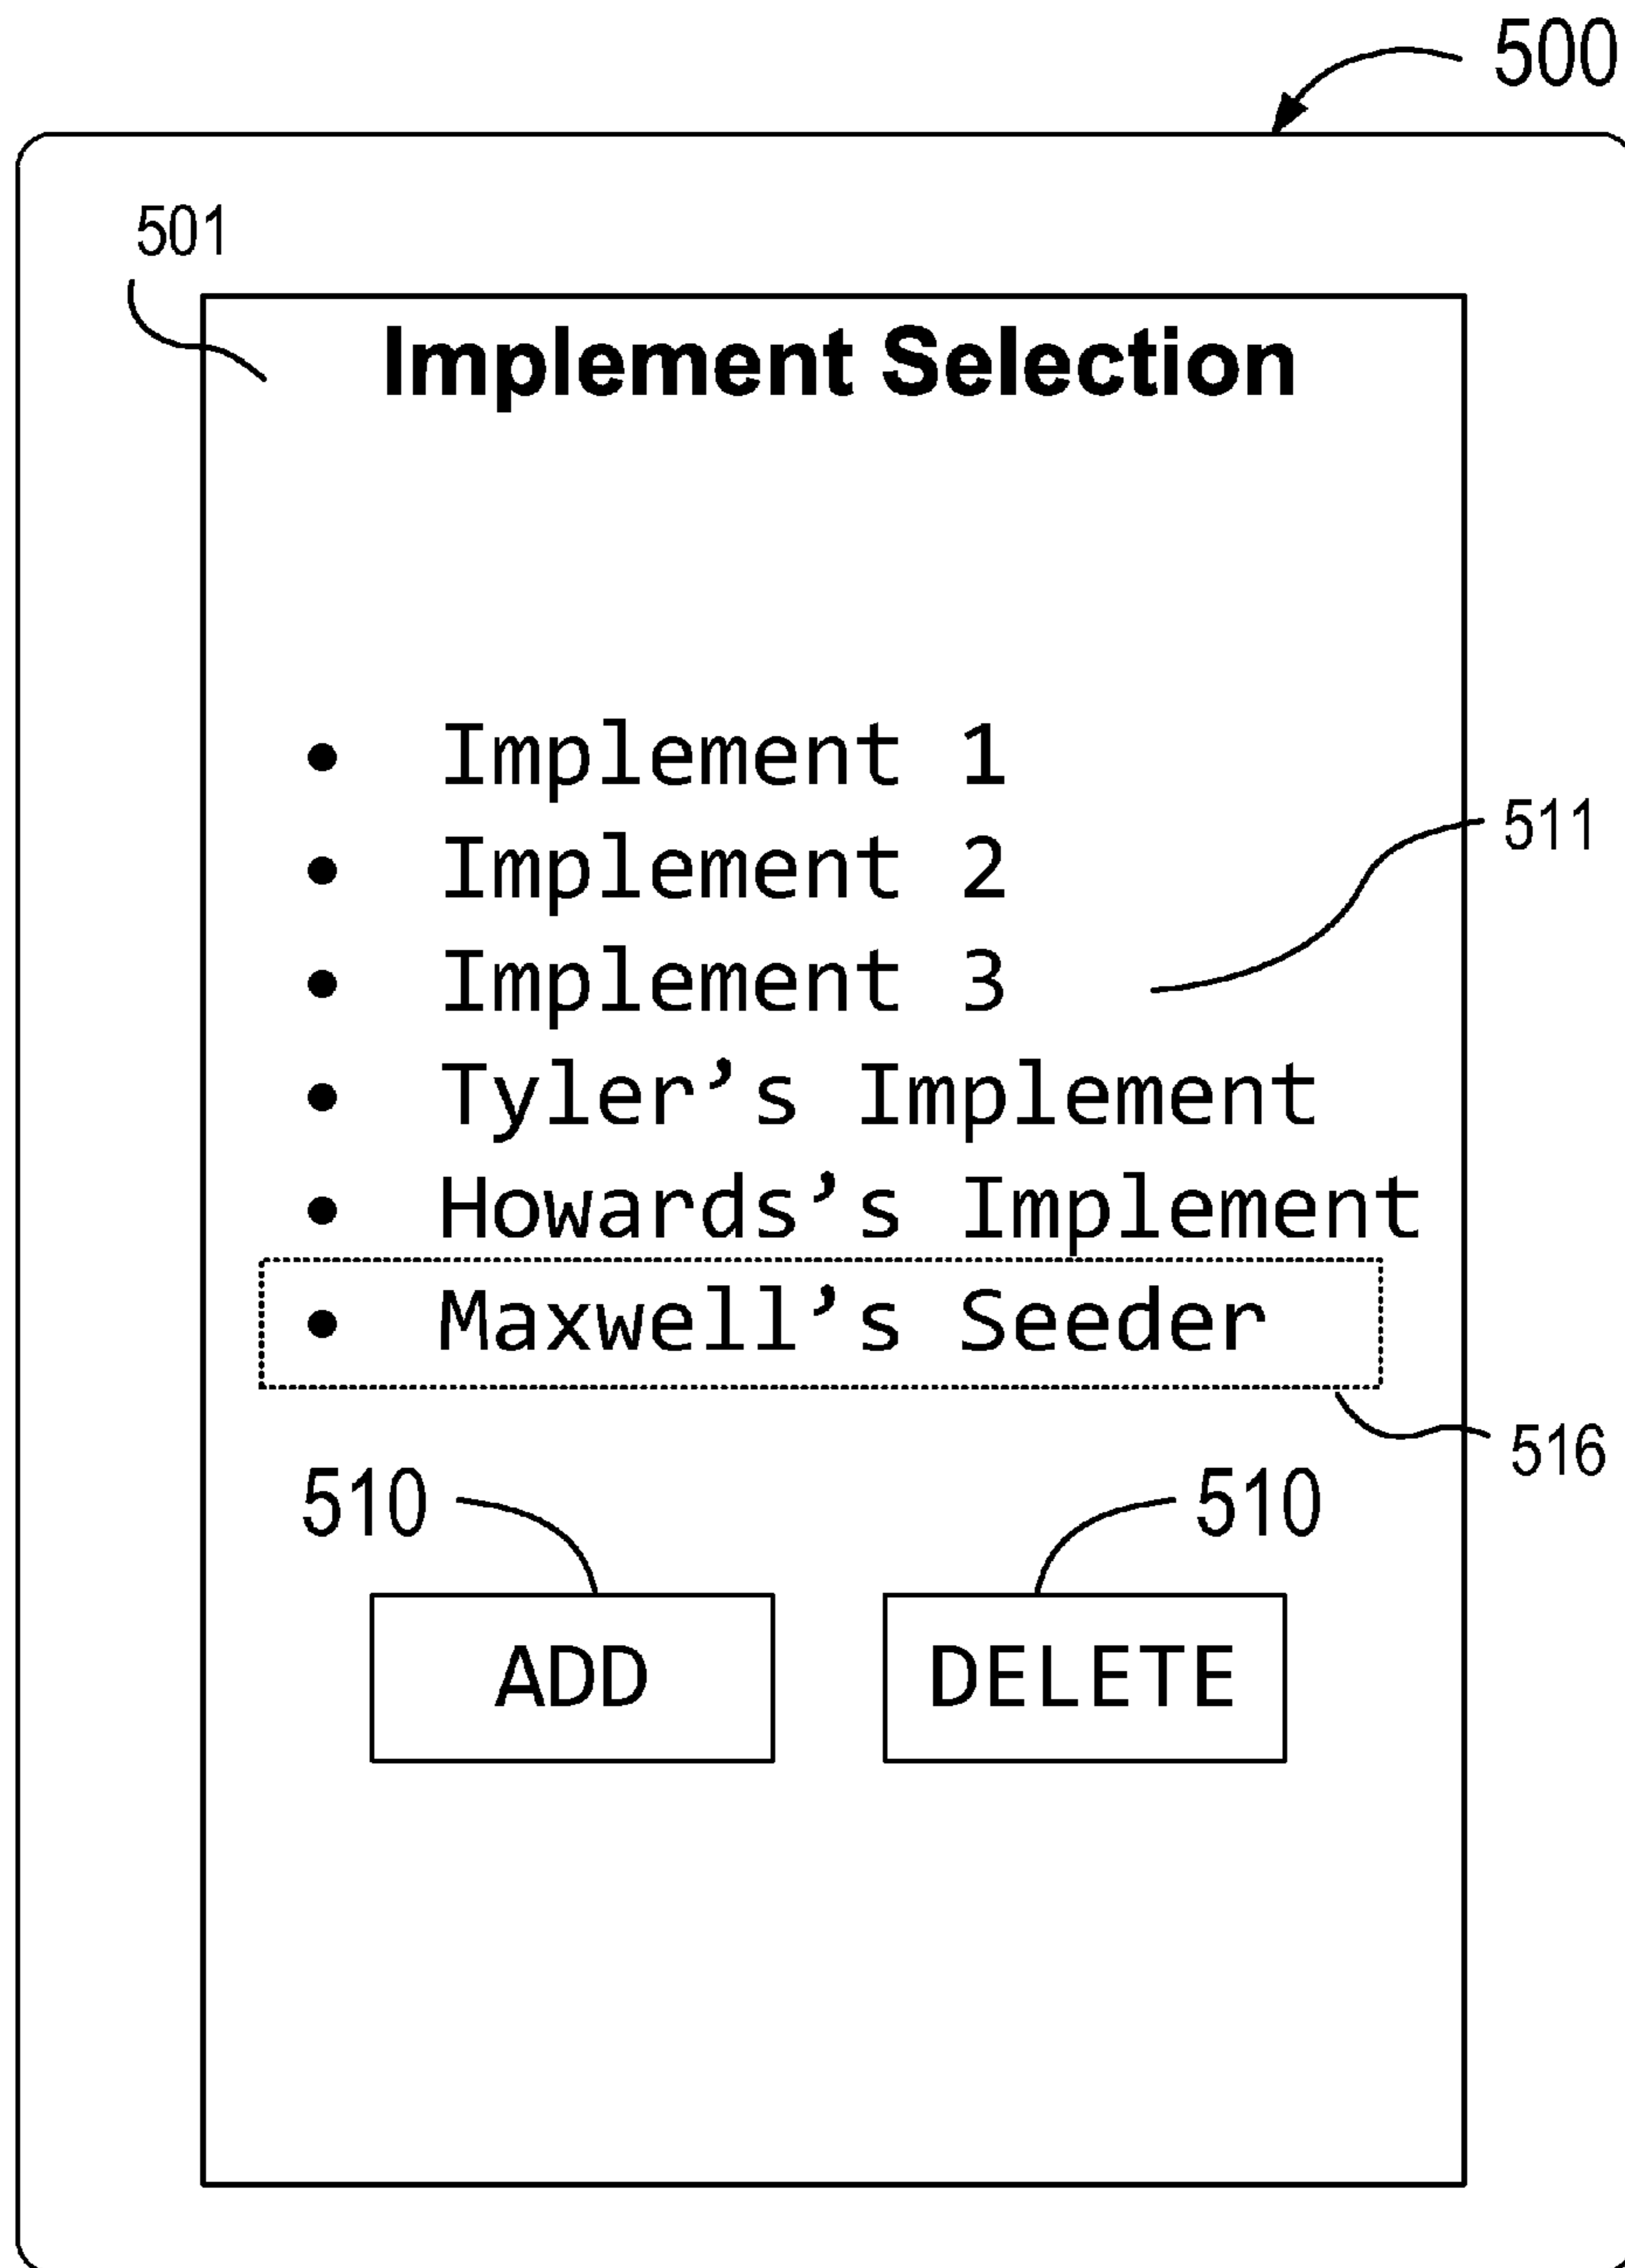 500
501
Implement Selection
• Implement 1
• Implement 2
511
• Implement 3
• Tyler’s Implement
• Howards’s Implement
• Maxwell’s Seeder
516
510 510
ADD DELETE